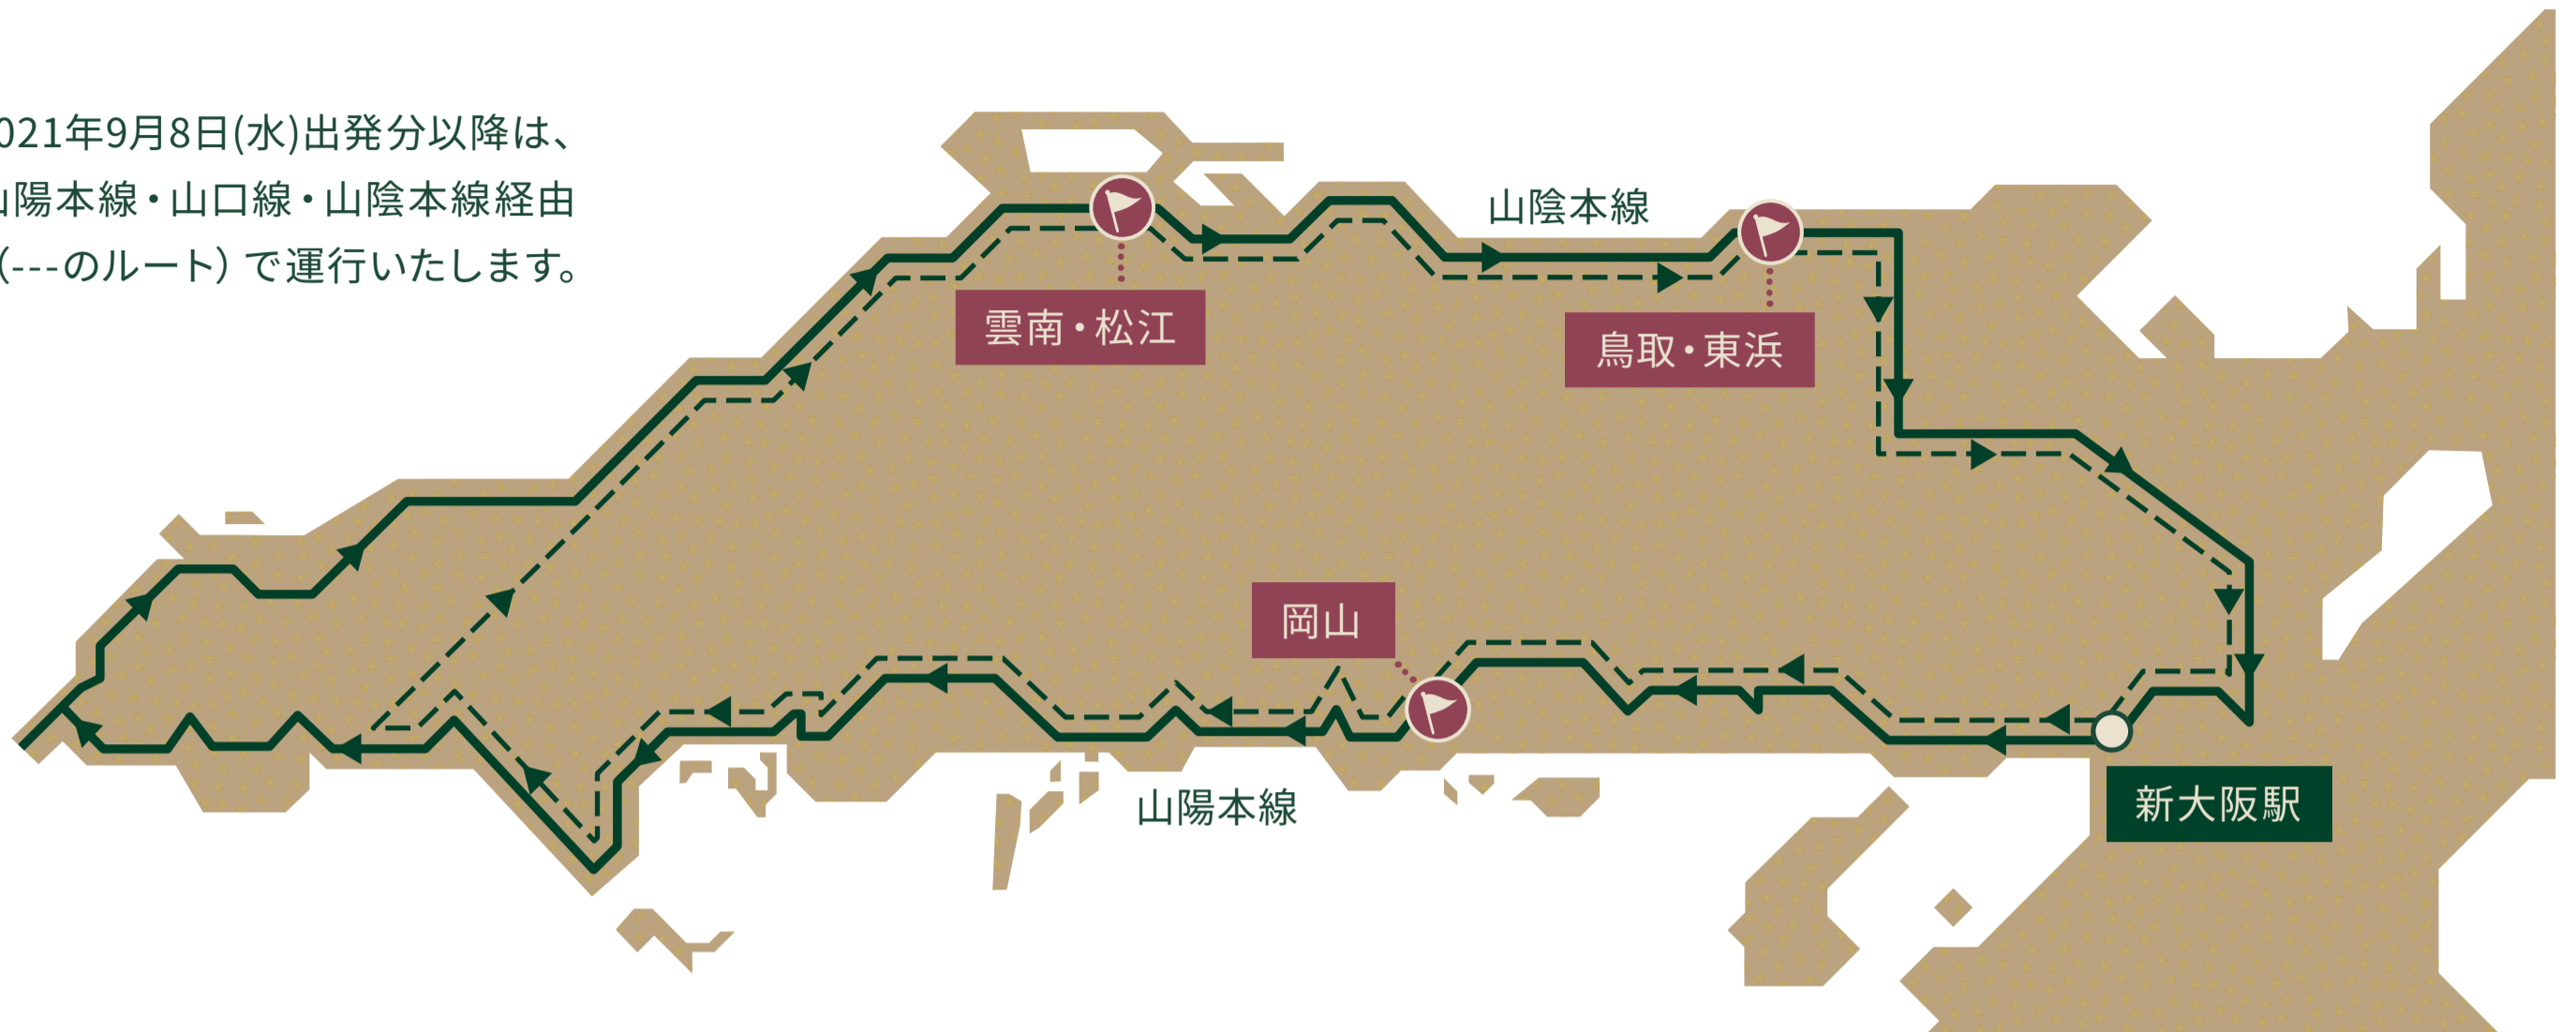 021年9月8日(水)出発分以降は、
山陽本線・山口線・山陰本線経由
(---のルート)で運行いたします。
山陰本線
雲南・松江
鳥取・東浜
岡山
山陽本線
新大阪駅